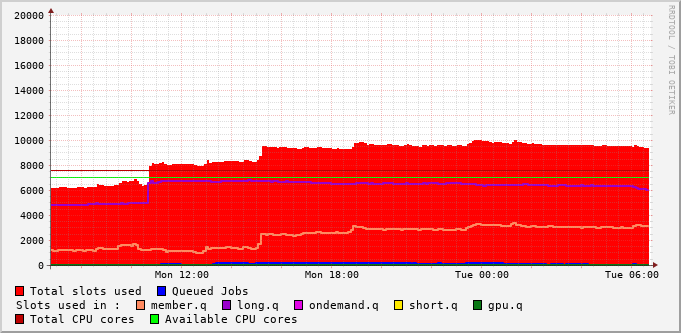 20000
18000
16000
14000
12000
10000
8000
6000
4000
2000
0
Mon 12:00 Mon 18:00 Tue 00:00 Tue 06:00
RRDTOOL / TOBI OETIKER
Total slots used Queued Jobs
Slots used in : member.q long.q ondemand.q short.q gpu.q
Total CPU cores Available CPU cores